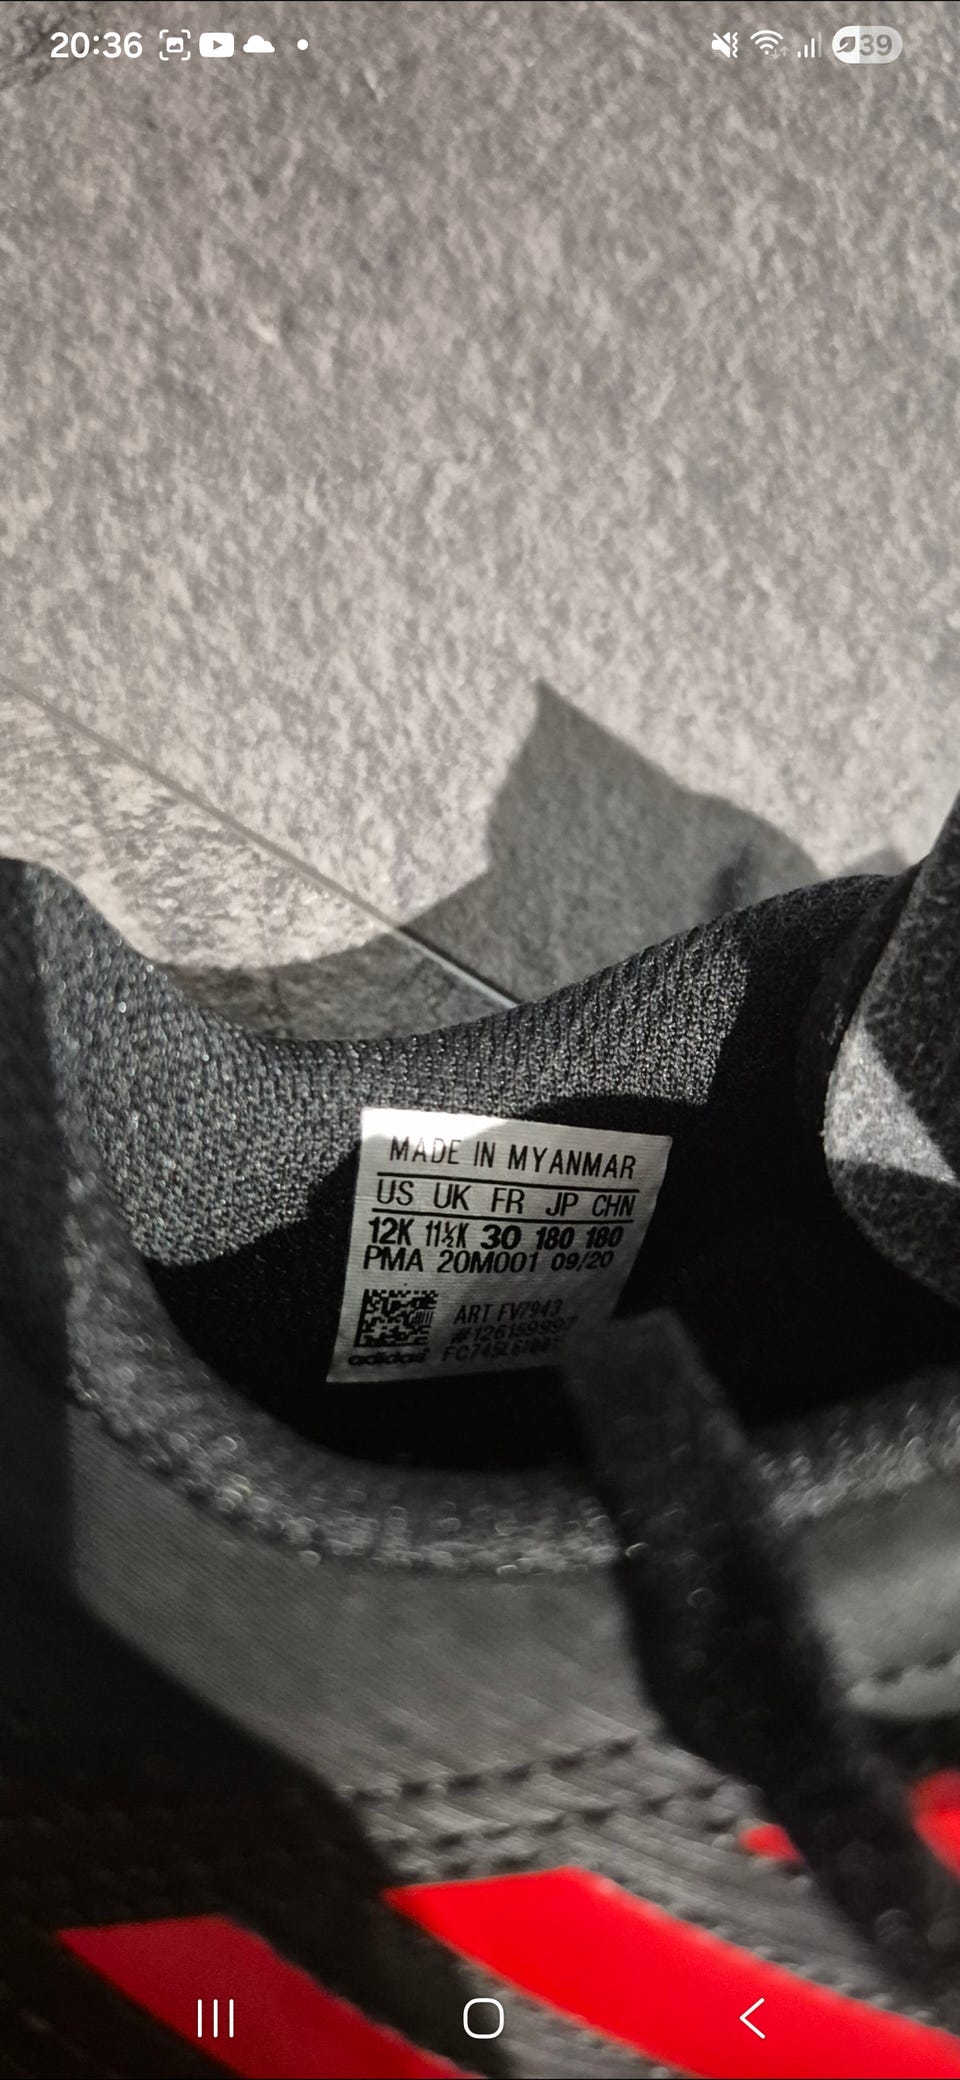 20:36
39
MADE IN MYANMAR
US UK FR JP CHN
12K 11½K 30 180 180
PMA 20M001 09/20
ART FV7943
adidas